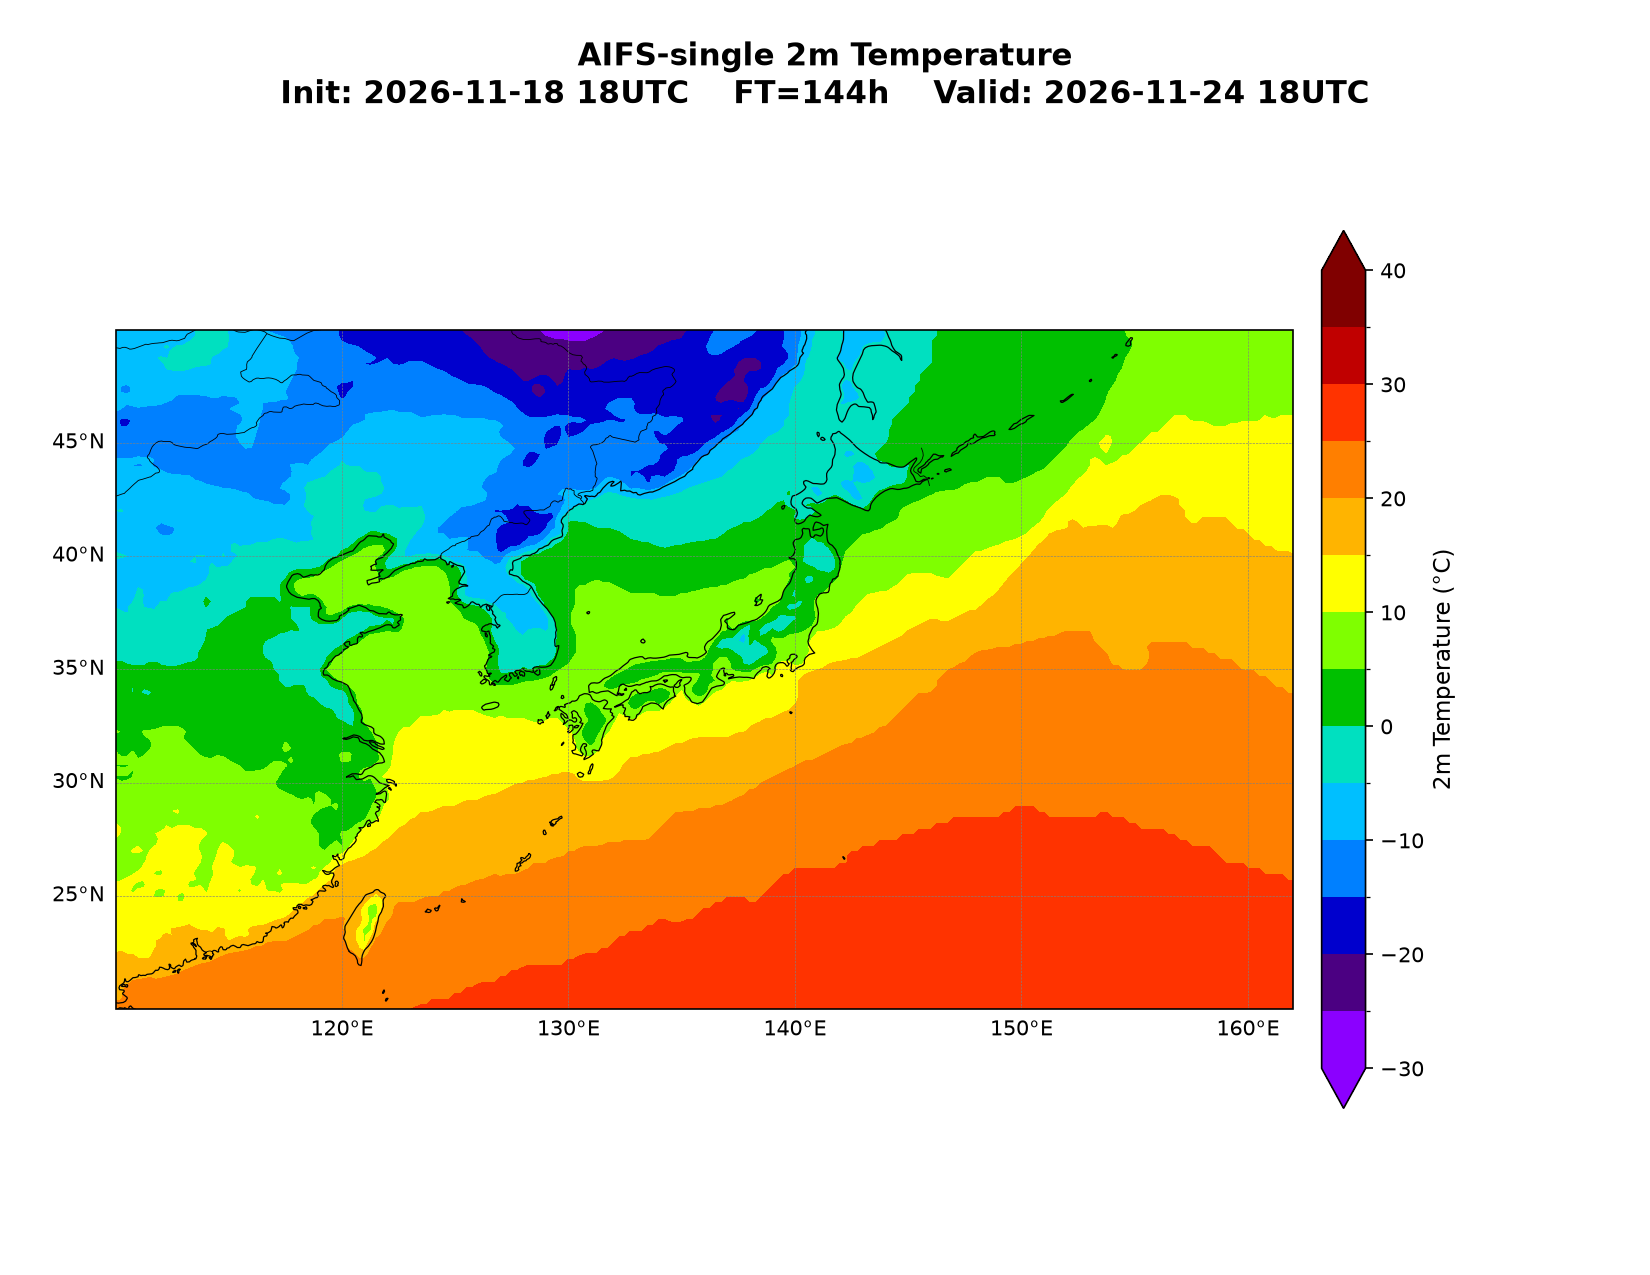 AIFS-single 2m Temperature
Init: 2026-11-18 18UTC    FT=144h    Valid: 2026-11-24 18UTC
45°N
40°N
35°N
30°N
25°N
120°E
130°E
140°E
150°E
160°E
40
30
20
10
0
−10
−20
−30
2m Temperature (°C)